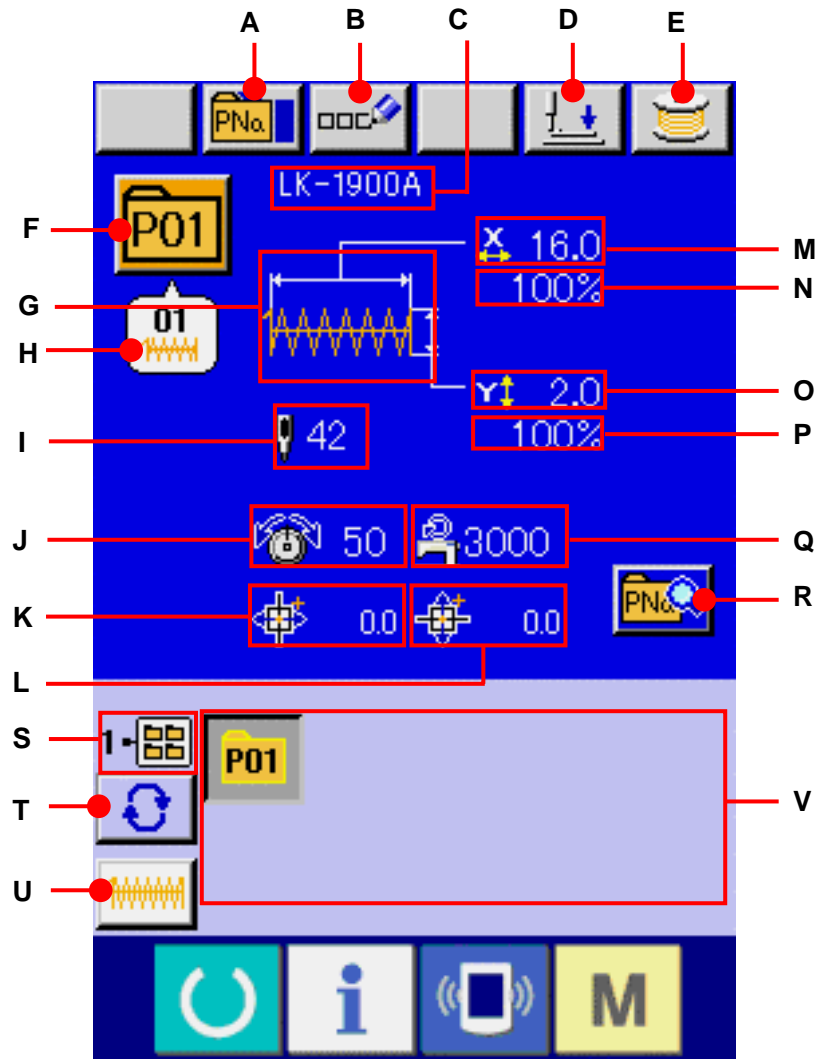 A B C D E
PNo.
LK-1900A
F P01
X 16.0 M
100% N
G
01
H
Y 2.0 O
100% P
I 42
J 50 3000 Q
PNo. R
K 0.0 0.0
L
S 1
P01
T V
U
i M